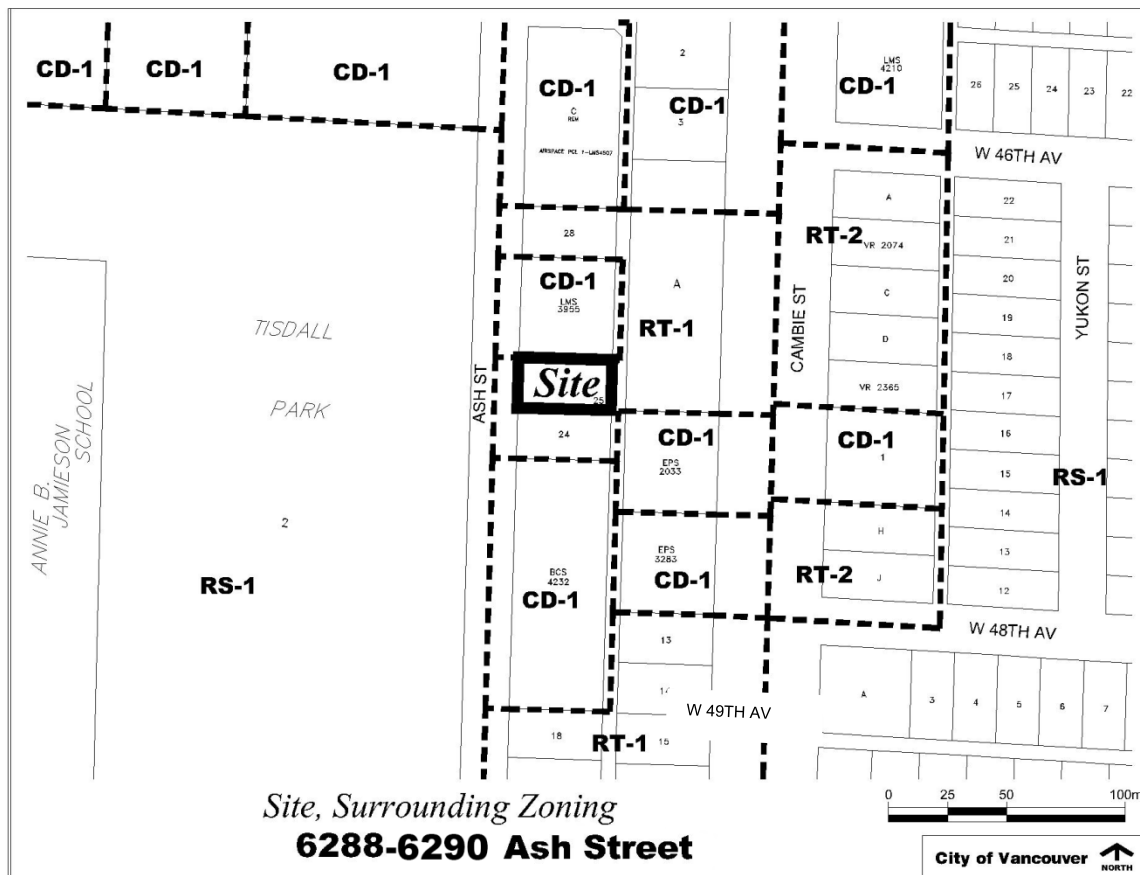 CD-1
CD-1
CD-1
CD-1
C
REM
AIRSPACE PCL 1-LMS4507
2
CD-1
3
LMS
4210
CD-1
26 25 24 23 22
W 46TH AV
28
CD-1
LMS
3955
A
RT-1
A
RT-2
VR 2074
C
D
VR 2365
CAMBIE ST
22
21
20
19
18
17
16
15
14
13
12
YUKON ST
RS-1
TISDALL
PARK
ASH ST
Site
25
24
CD-1
EPS
2033
CD-1
1
ANNIE B.
JAMIESON
SCHOOL
2
RS-1
BCS
4232
CD-1
EPS
3283
CD-1
H
RT-2
J
W 48TH AV
13
W 49TH AV
18
RT-1
15
A 3 4 5 6 7
Site, Surrounding Zoning
6288-6290 Ash Street
0 25 50 100m
City of Vancouver
NORTH